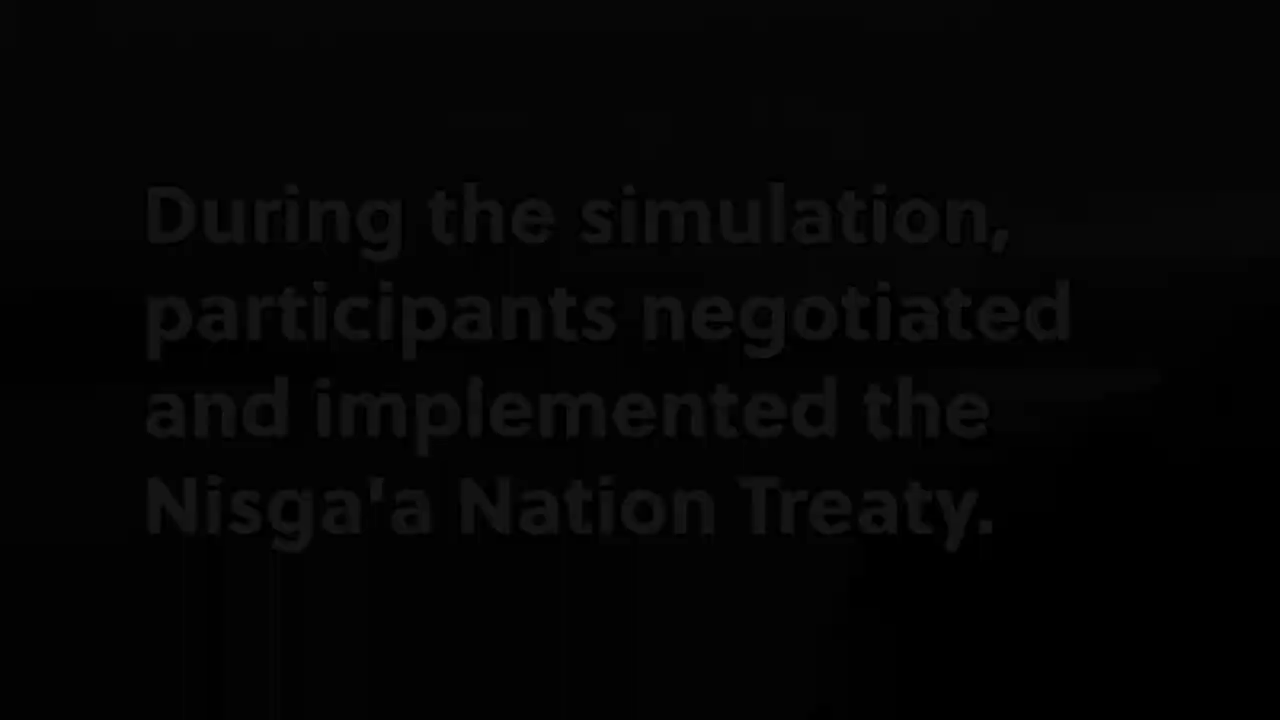 During the simulation,
participants negotiated
and implemented the
Nisga'a Nation Treaty.